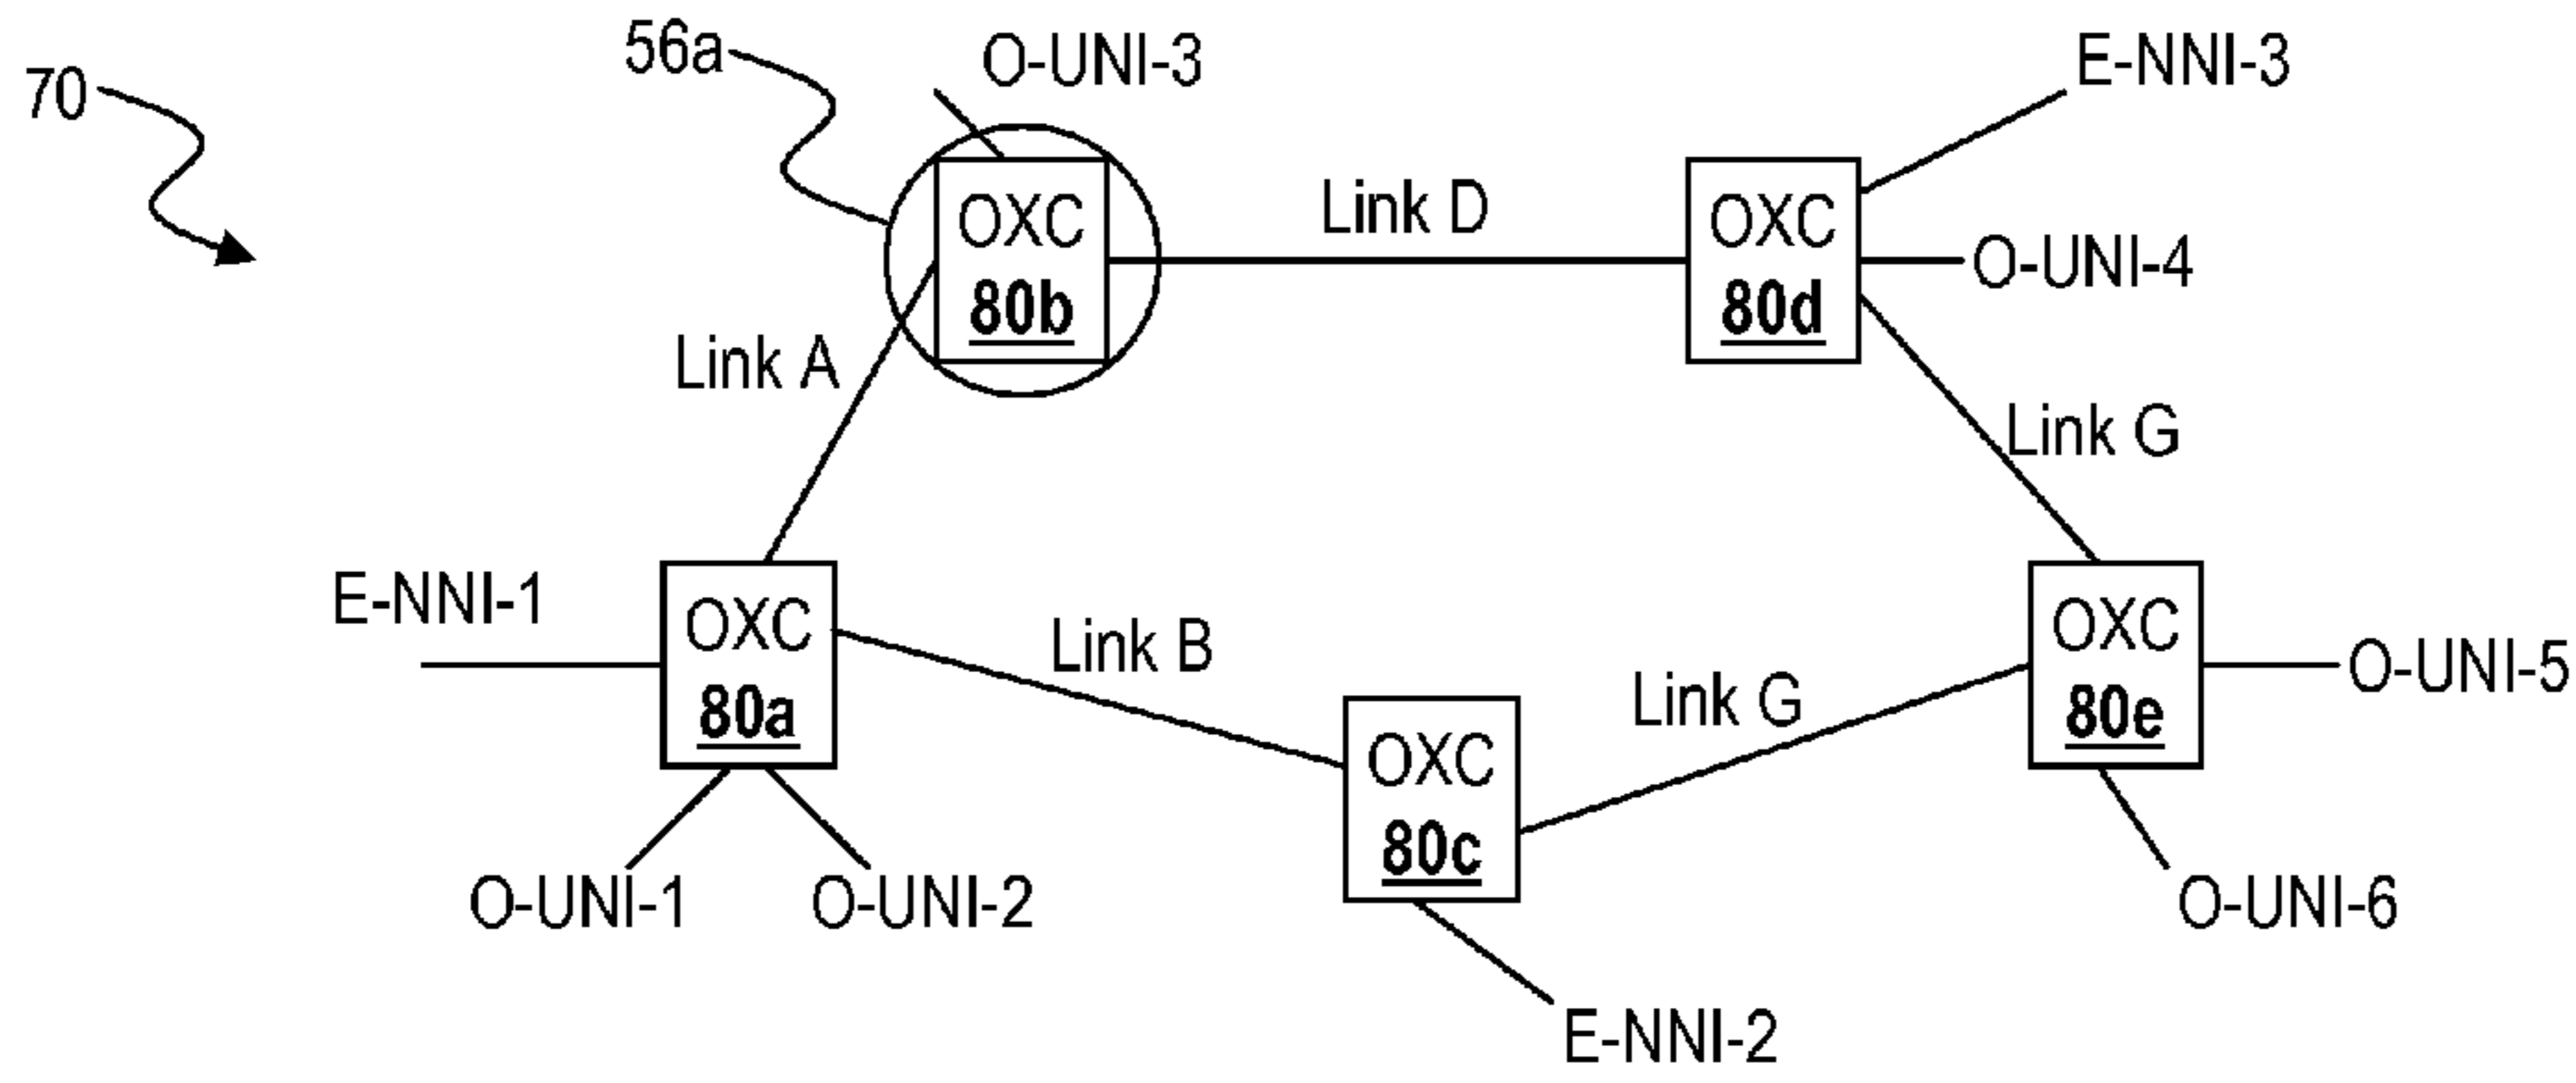 70
56a
O-UNI-3
E-NNI-3
OXC
80b
Link D
OXC
80d
O-UNI-4
Link A
Link G
E-NNI-1
OXC
80a
Link B
OXC
80c
Link G
OXC
80e
O-UNI-5
O-UNI-1
O-UNI-2
O-UNI-6
E-NNI-2